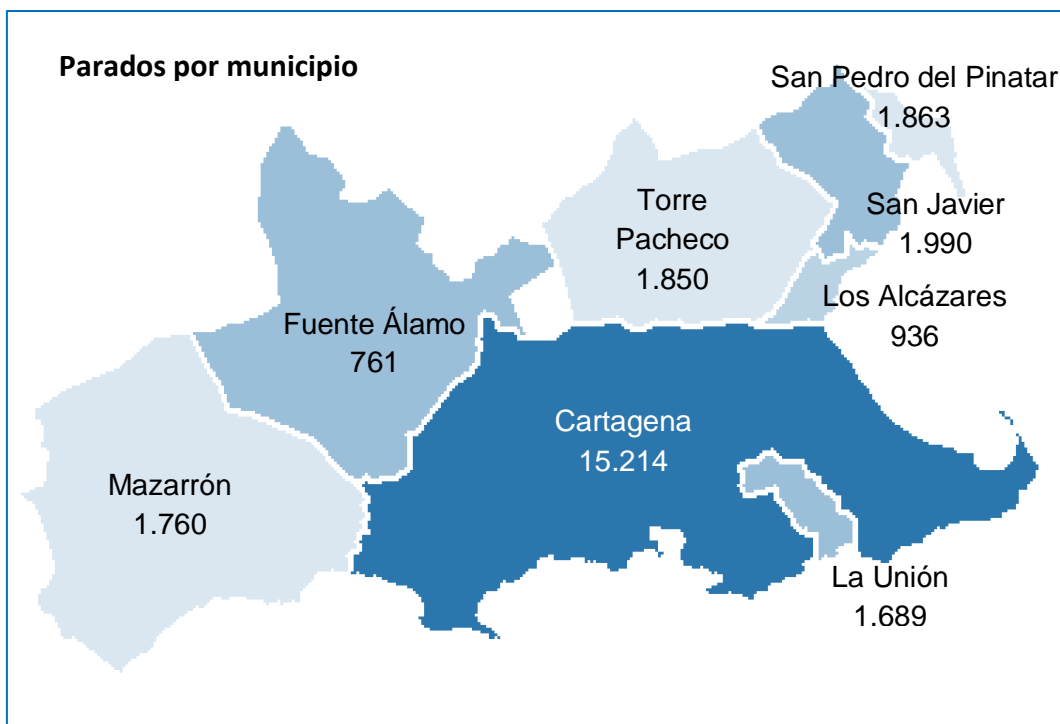 Parados por municipio
San Pedro del Pinatar
1.863
Torre
Pacheco
1.850
San Javier
1.990
Los Alcázares
936
Fuente Álamo
761
Cartagena
15.214
Mazarrón
1.760
La Unión
1.689